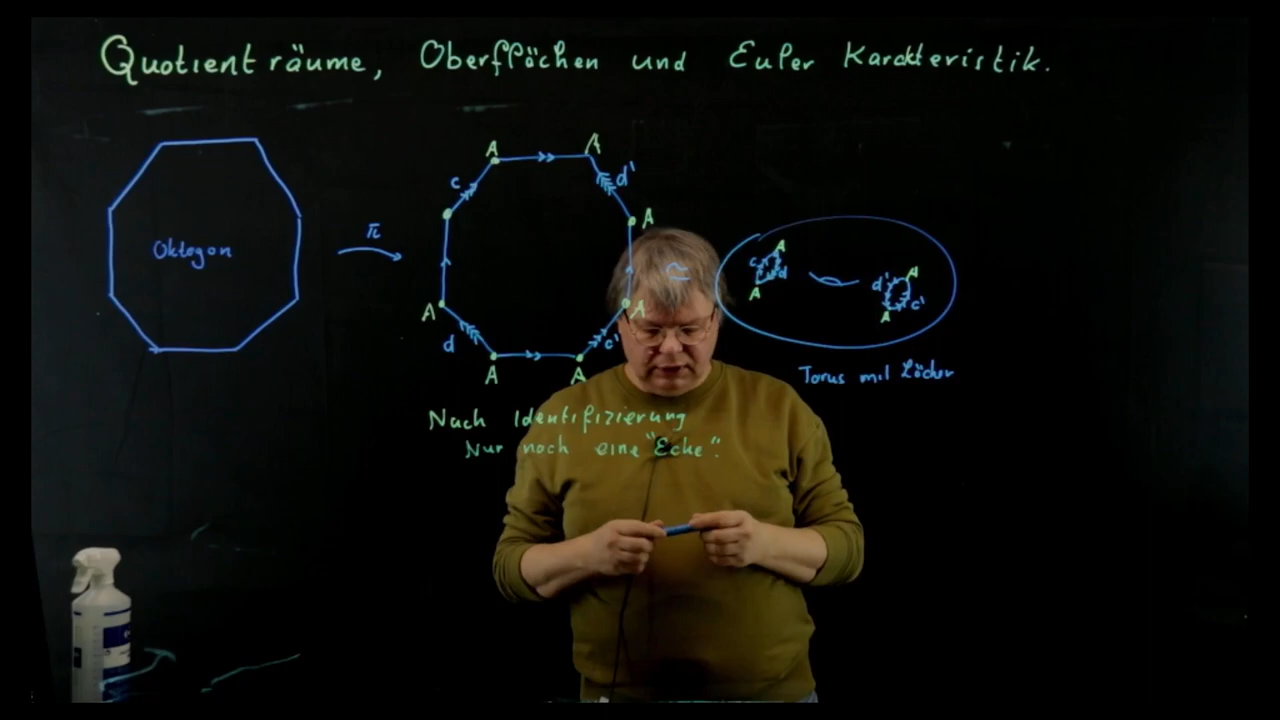 Quotienträume, Oberflächen und Euler Karakteristik.
Oktogon
π
A
A
c
d'
A
A
A
d
c'
A
A
≃
A
c
d
A
d'
A
c'
A
Torus mit Löcher
Nach Identifizierung
Nur noch eine "Ecke".